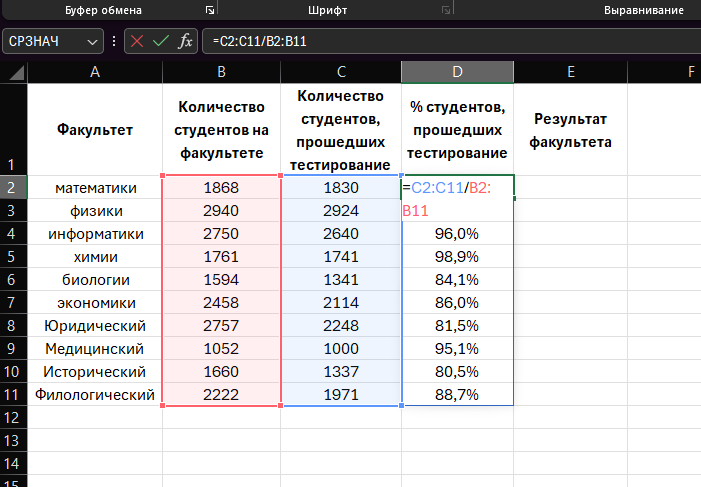 Буфер обмена Шрифт Выравнивание
СРЗНАЧ fx =C2:C11/B2:B11
A B C D E F
1 Факультет Количество студентов на факультете Количество студентов, прошедших тестирование % студентов, прошедших тестирование Результат факультета
2 математики 1868 1830 =C2:C11/B2:
3 физики 2940 2924 B11
4 информатики 2750 2640 96,0%
5 химии 1761 1741 98,9%
6 биологии 1594 1341 84,1%
7 экономики 2458 2114 86,0%
8 Юридический 2757 2248 81,5%
9 Медицинский 1052 1000 95,1%
10 Исторический 1660 1337 80,5%
11 Филологический 2222 1971 88,7%
12
13
14
15